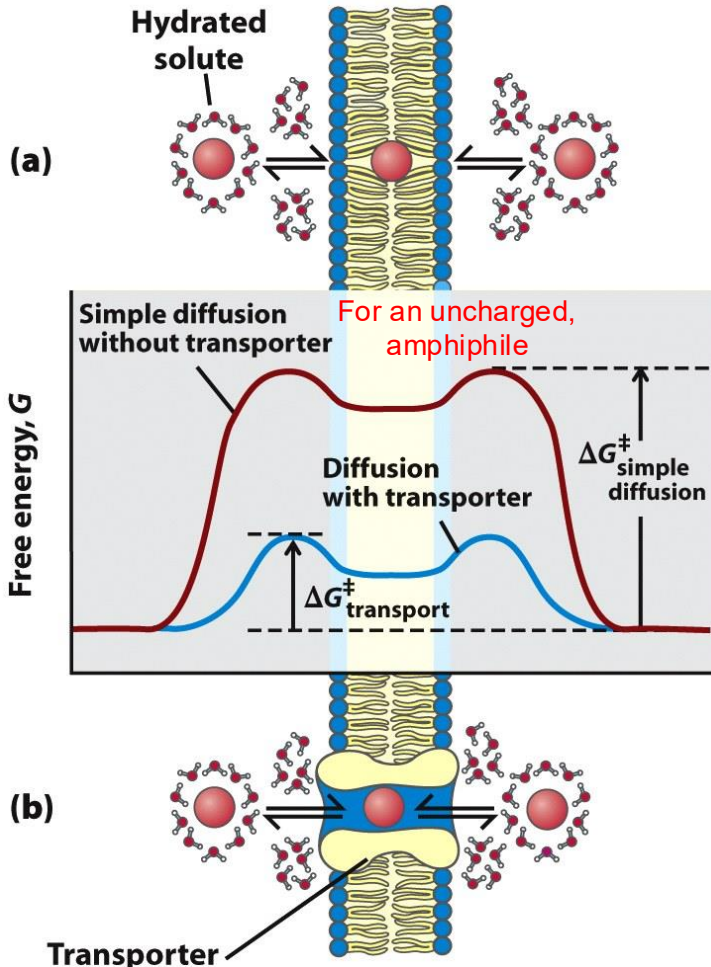 Hydrated
solute
(a)
Simple diffusion
without transporter
For an uncharged,
amphiphile
ΔG‡simple
diffusion
Diffusion
with transporter
ΔG‡transport
Free energy, G
(b)
Transporter